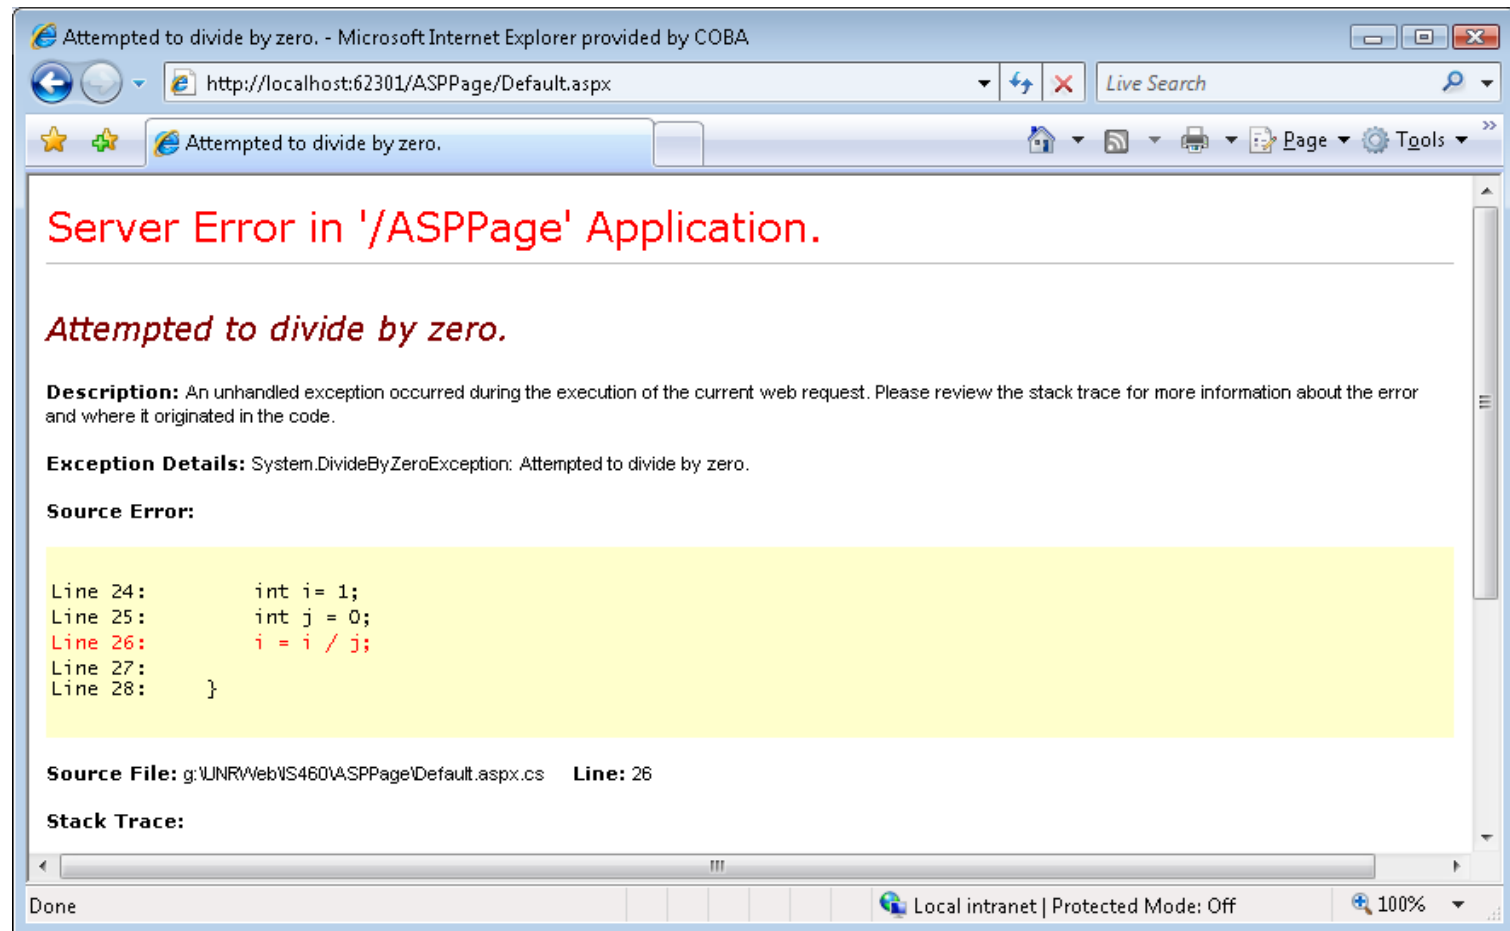 Attempted to divide by zero. - Microsoft Internet Explorer provided by COBA
http://localhost:62301/ASPPage/Default.aspx
Live Search
Attempted to divide by zero.
Page
Tools
Server Error in '/ASPPage' Application.
Attempted to divide by zero.
Description: An unhandled exception occurred during the execution of the current web request. Please review the stack trace for more information about the error
and where it originated in the code.
Exception Details: System.DivideByZeroException: Attempted to divide by zero.
Source Error:
Line 24:         int i= 1;
Line 25:         int j = 0;
Line 26:         i = i / j;
Line 27:
Line 28:     }
Source File: g:\UNRWeb\IS460\ASPPage\Default.aspx.cs    Line: 26
Stack Trace:
Done
Local intranet | Protected Mode: Off
100%